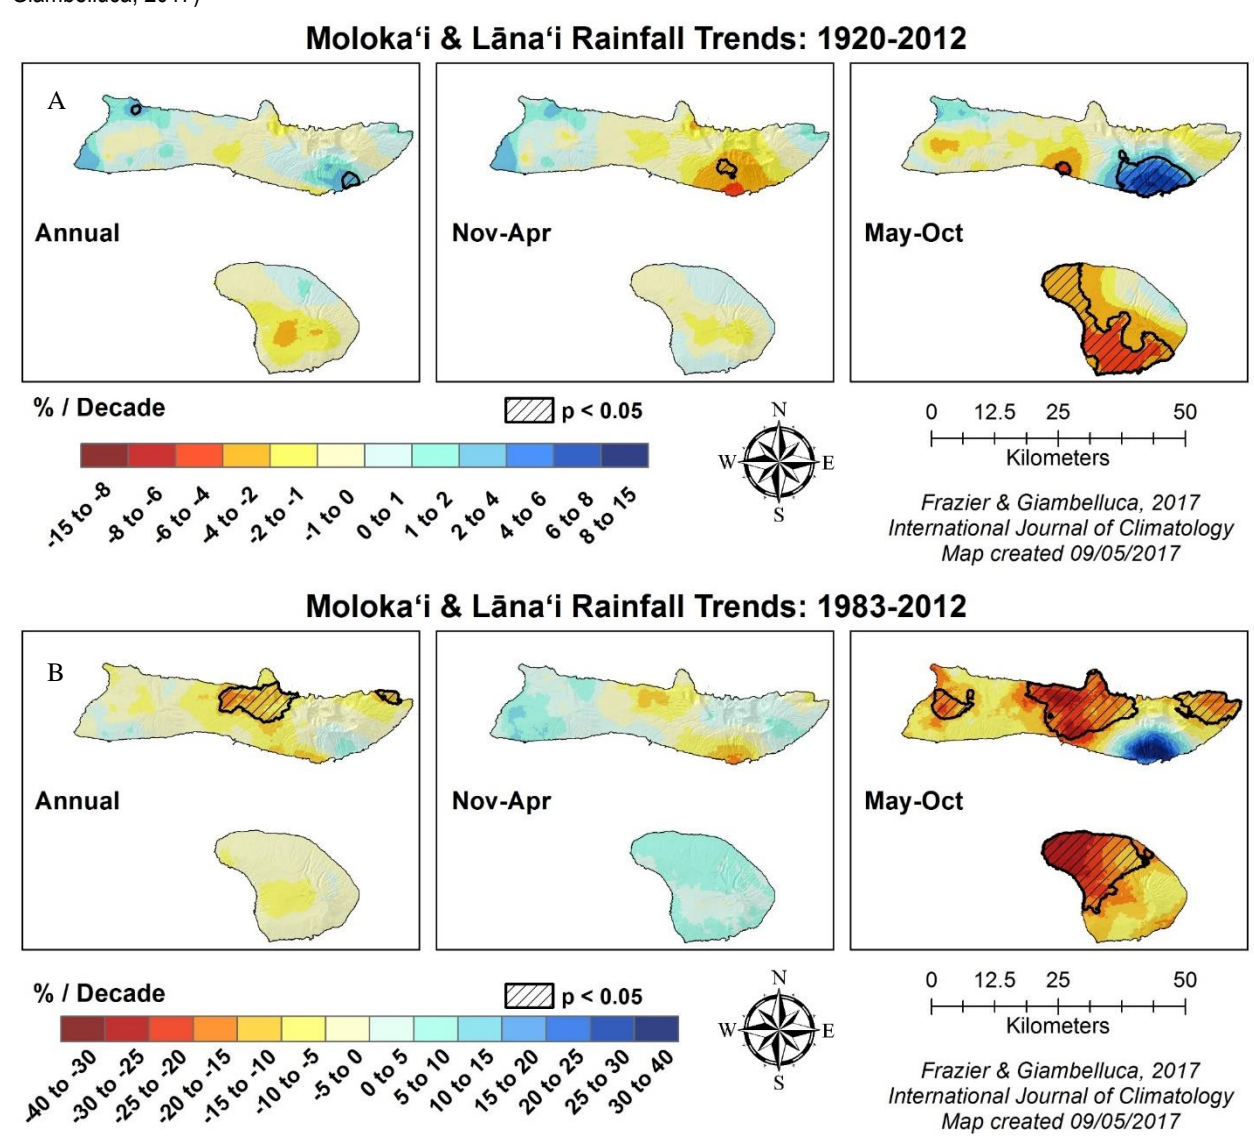 Giambelluca, 2017)
Moloka‘i & Lāna‘i Rainfall Trends: 1920-2012
A
Annual
Nov-Apr
May-Oct
% / Decade
p < 0.05
-15 to -8
-8 to -6
-6 to -4
-4 to -2
-2 to -1
-1 to 0
0 to 1
1 to 2
2 to 4
4 to 6
6 to 8
8 to 15
N
W
E
S
0 12.5 25 50
Kilometers
Frazier & Giambelluca, 2017
International Journal of Climatology
Map created 09/05/2017
Moloka‘i & Lāna‘i Rainfall Trends: 1983-2012
B
Annual
Nov-Apr
May-Oct
% / Decade
p < 0.05
-40 to -30
-30 to -25
-25 to -20
-20 to -15
-15 to -10
-10 to -5
-5 to 0
0 to 5
5 to 10
10 to 15
15 to 20
20 to 25
25 to 30
30 to 40
N
W
E
S
0 12.5 25 50
Kilometers
Frazier & Giambelluca, 2017
International Journal of Climatology
Map created 09/05/2017